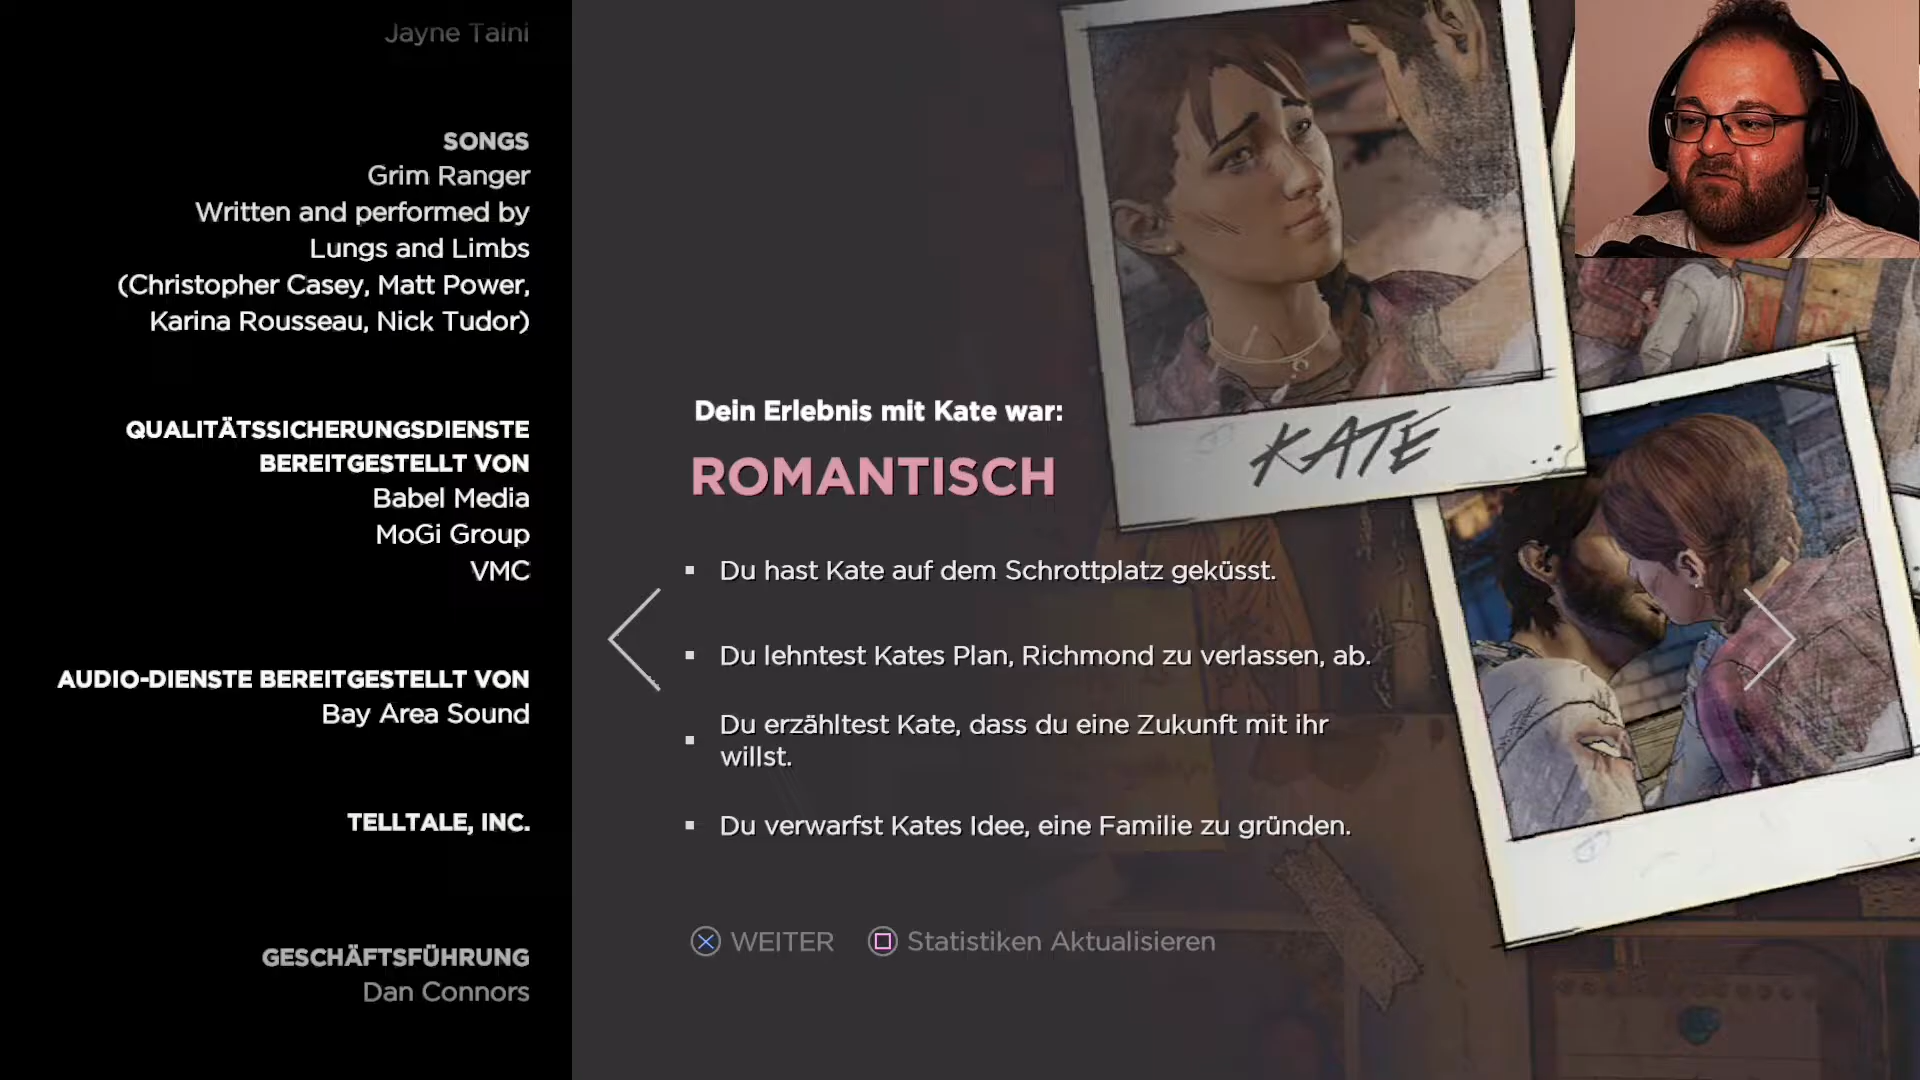 Jayne Taini
SONGS
Grim Ranger
Written and performed by
Lungs and Limbs
(Christopher Casey, Matt Power,
Karina Rousseau, Nick Tudor)
QUALITÄTSSICHERUNGSDIENSTE
BEREITGESTELLT VON
Babel Media
MoGi Group
VMC
AUDIO-DIENSTE BEREITGESTELLT VON
Bay Area Sound
TELLTALE, INC.
GESCHÄFTSFÜHRUNG
Dan Connors
KATE
Dein Erlebnis mit Kate war:
ROMANTISCH
Du hast Kate auf dem Schrottplatz geküsst.
Du lehntest Kates Plan, Richmond zu verlassen, ab.
Du erzähltest Kate, dass du eine Zukunft mit ihr
willst.
Du verwarfst Kates Idee, eine Familie zu gründen.
WEITER Statistiken Aktualisieren